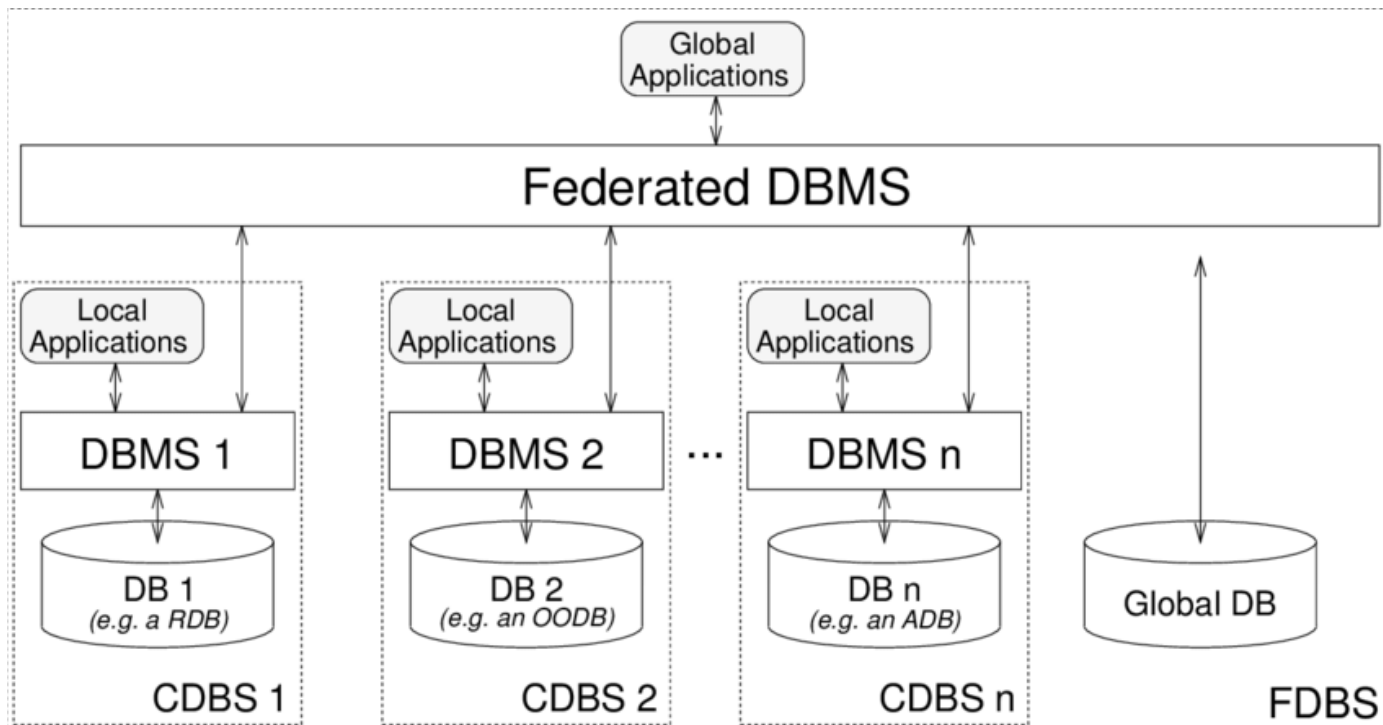 Global
Applications
Federated DBMS
Local
Applications
Local
Applications
Local
Applications
DBMS 1
DBMS 2
...
DBMS n
DB 1
(e.g. a RDB)
DB 2
(e.g. an OODB)
DB n
(e.g. an ADB)
Global DB
CDBS 1
CDBS 2
CDBS n
FDBS